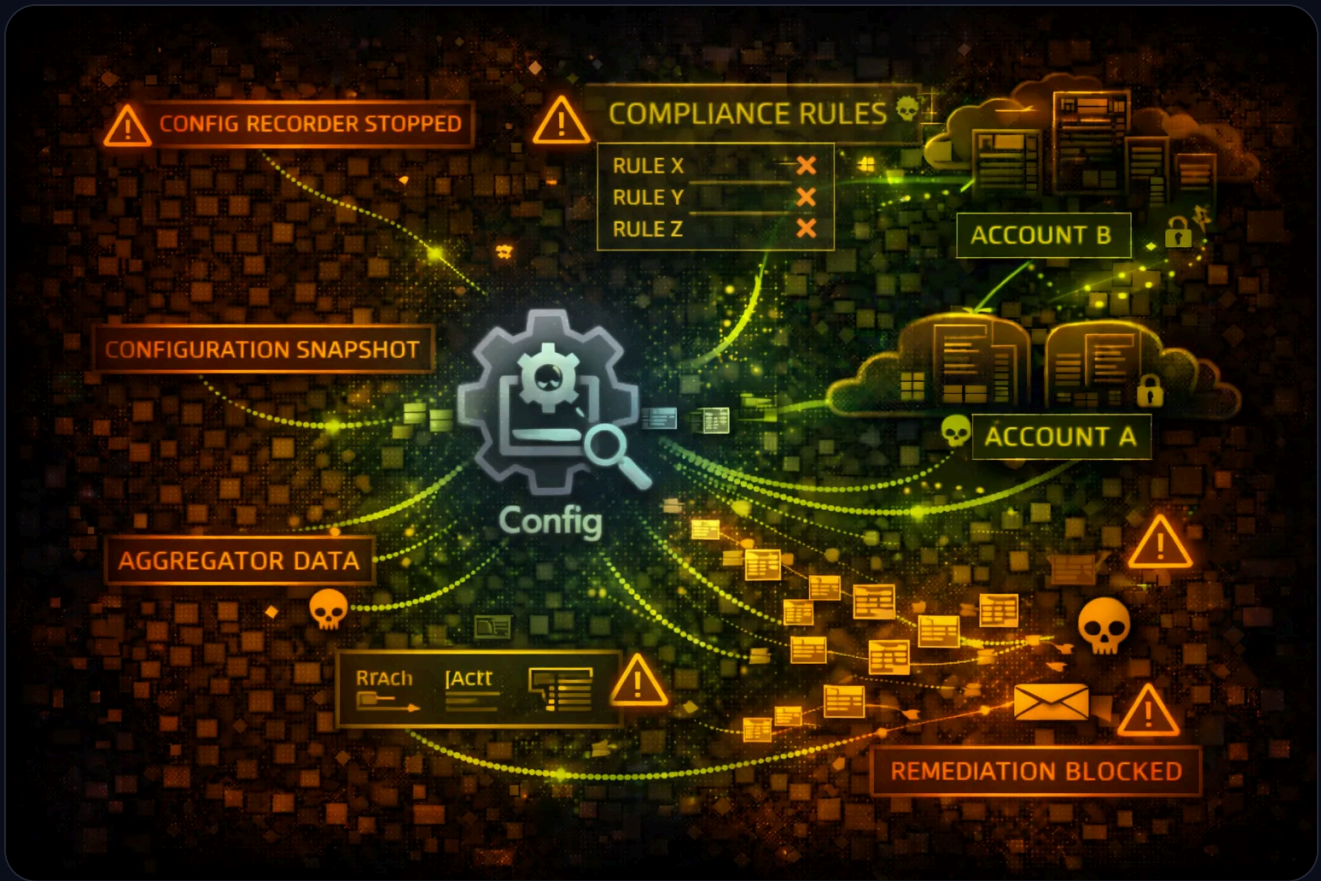 CONFIG RECORDER STOPPED
COMPLIANCE RULES
RULE X
RULE Y
RULE Z
ACCOUNT B
CONFIGURATION SNAPSHOT
ACCOUNT A
Config
AGGREGATOR DATA
RrAch [Actt
REMEDIATION BLOCKED